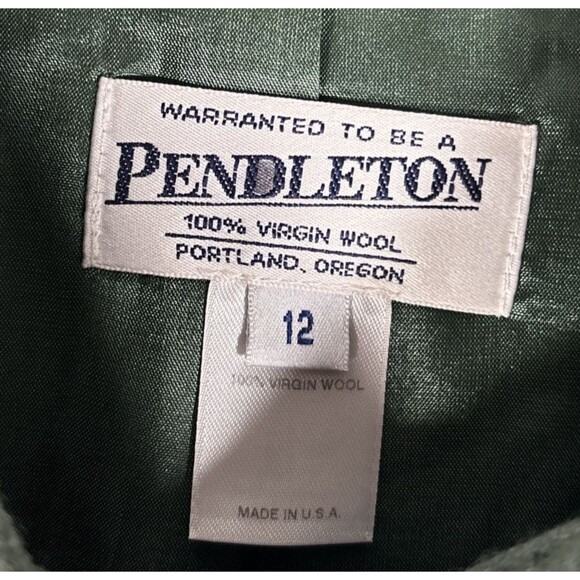 WARRANTED TO BE A
PENDLETON
100% VIRGIN WOOL
PORTLAND, OREGON
12
100% VIRGIN WOOL
MADE IN U.S.A.